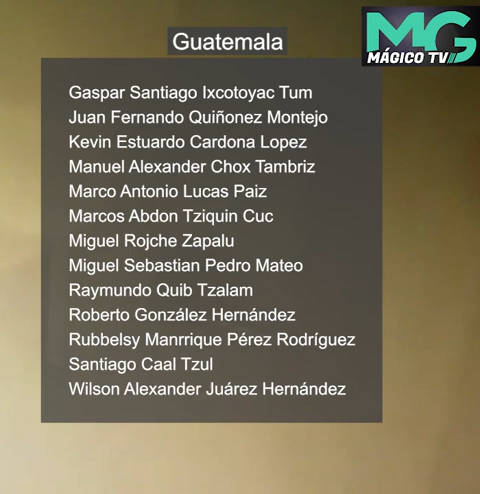 MG
MÁGICO TV
Guatemala
Gaspar Santiago Ixcotoyac Tum
Juan Fernando Quiñonez Montejo
Kevin Estuardo Cardona Lopez
Manuel Alexander Chox Tambriz
Marco Antonio Lucas Paiz
Marcos Abdon Tziquin Cuc
Miguel Rojche Zapalu
Miguel Sebastian Pedro Mateo
Raymundo Quib Tzalam
Roberto González Hernández
Rubbelsy Manrrique Pérez Rodríguez
Santiago Caal Tzul
Wilson Alexander Juárez Hernández